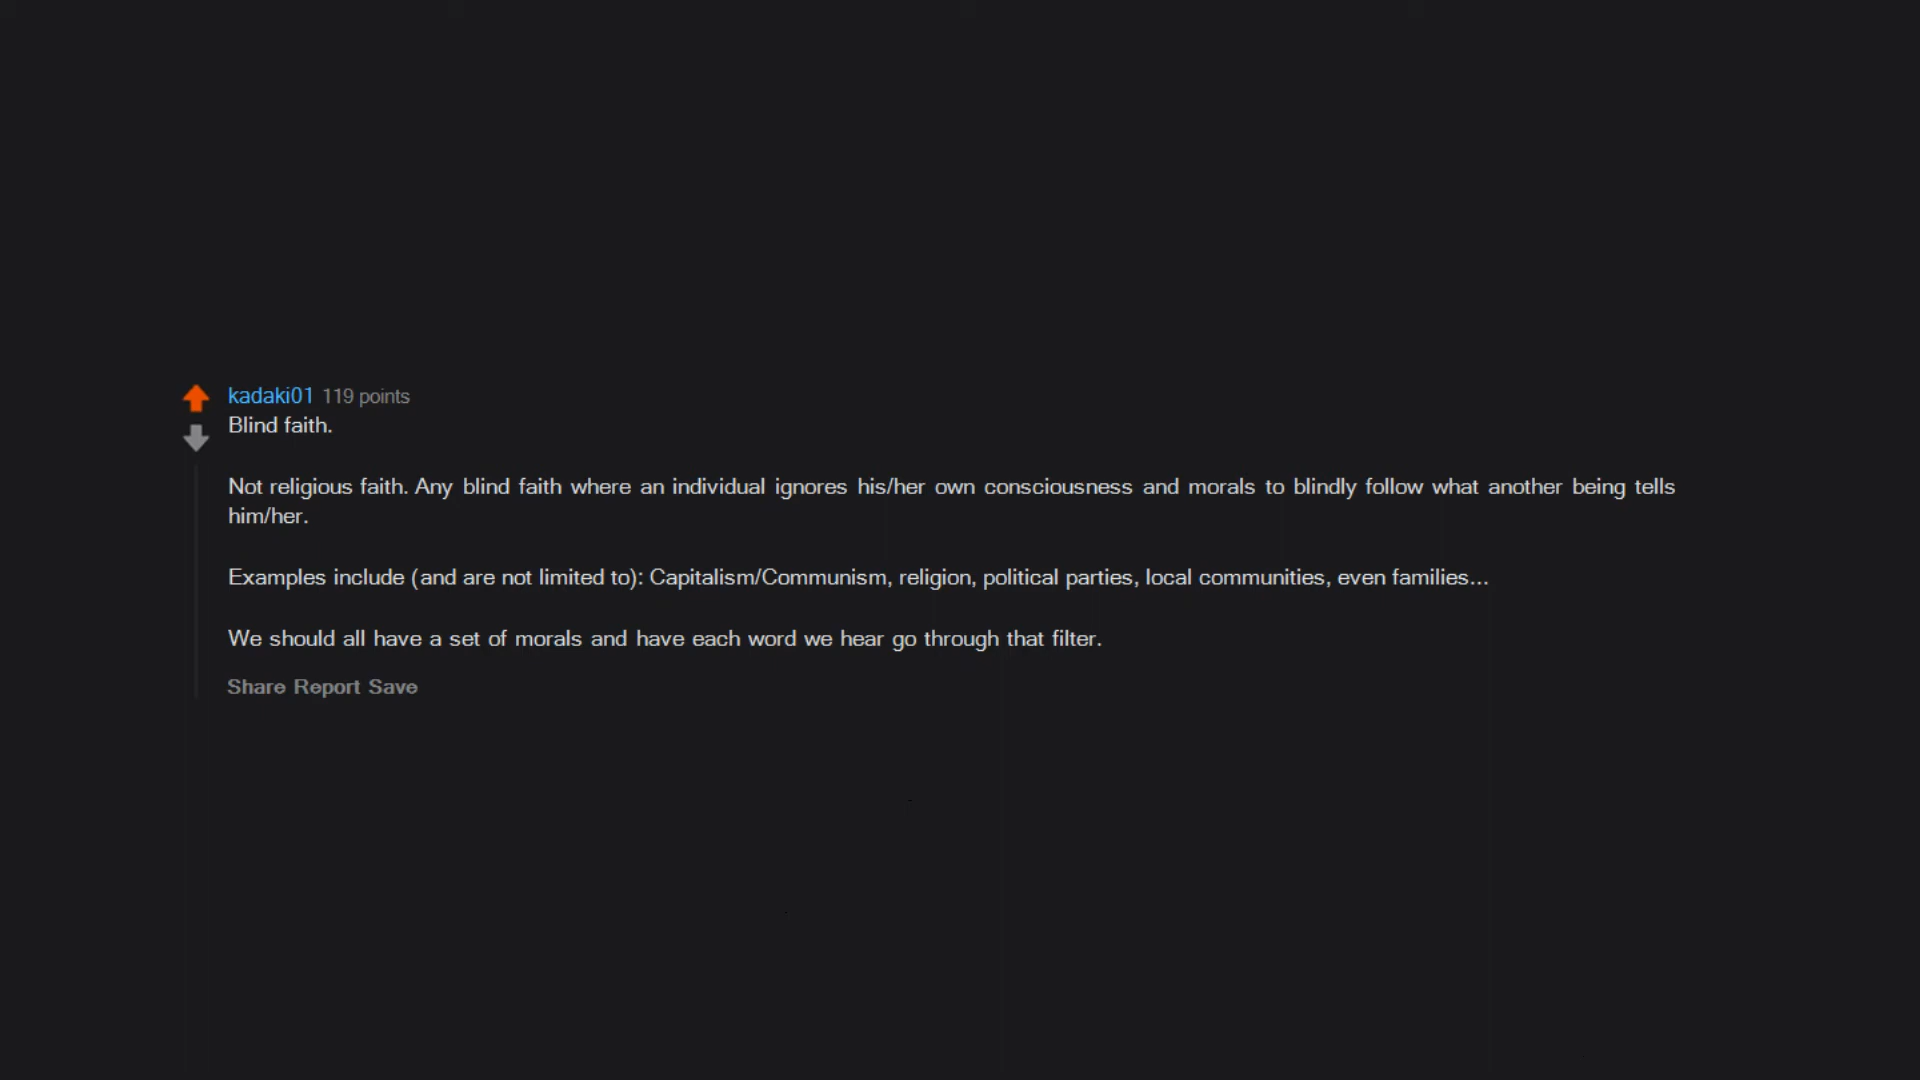 kadaki01 119 points
Blind faith.
Not religious faith. Any blind faith where an individual ignores his/her own consciousness and morals to blindly follow what another being tells
him/her.
Examples include (and are not limited to): Capitalism/Communism, religion, political parties, local communities, even families...
We should all have a set of morals and have each word we hear go through that filter.
Share Report Save